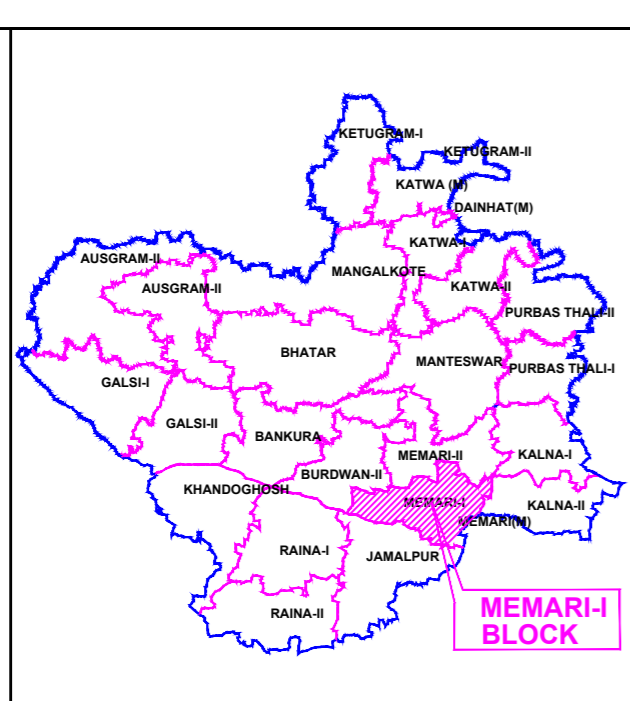 KETUGRAM-I
KETUGRAM-II
KATWA (M)
DAINHAT(M)
KATWA-I
AUSGRAM-II
MANGALKOTE
AUSGRAM-II
KATWA-II
PURBAS THALI-II
BHATAR
MANTESWAR
PURBAS THALI-I
GALSI-I
GALSI-II
BANKURA
MEMARI-II
KALNA-I
BURDWAN-II
KHANDOGHOSH
MEMARI-I
KALNA-II
MEMARI(M)
RAINA-I
JAMALPUR
RAINA-II
MEMARI-I
BLOCK